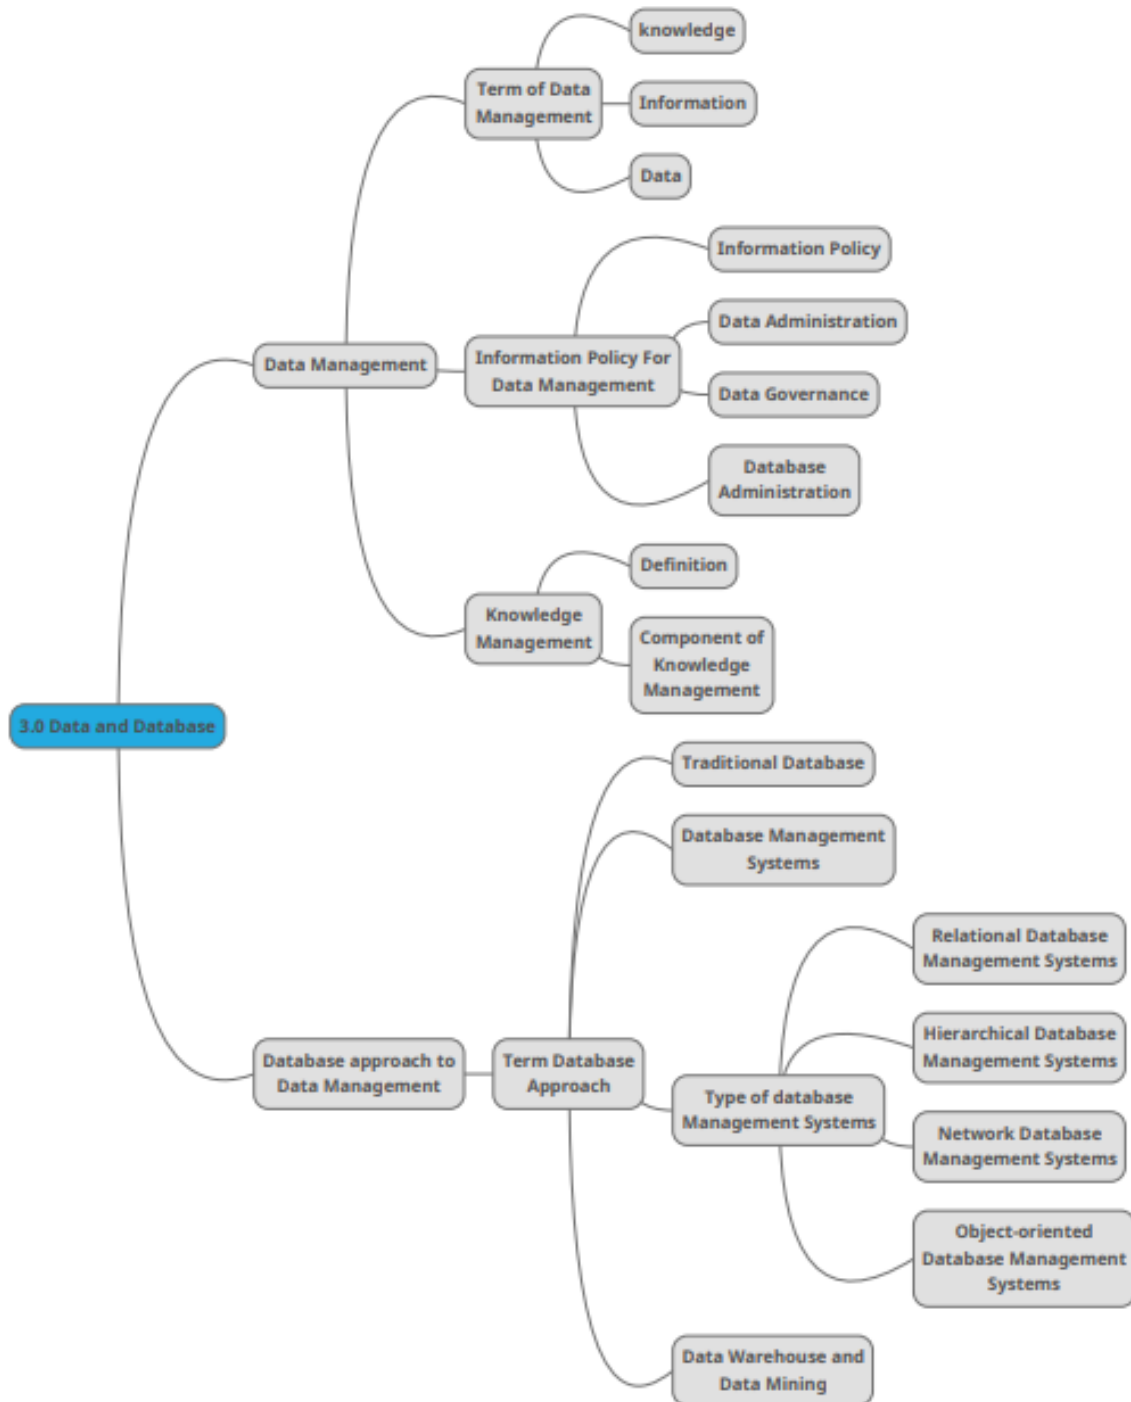 knowledge
Term of Data
Management
Information
Data
Information Policy
Data Administration
Data Management
Information Policy For
Data Management
Data Governance
Database
Administration
Definition
Knowledge
Management
Component of
Knowledge
Management
3.0 Data and Database
Traditional Database
Database Management
Systems
Relational Database
Management Systems
Hierarchical Database
Management Systems
Database approach to
Data Management
Term Database
Approach
Type of database
Management Systems
Network Database
Management Systems
Object-oriented
Database Management
Systems
Data Warehouse and
Data Mining